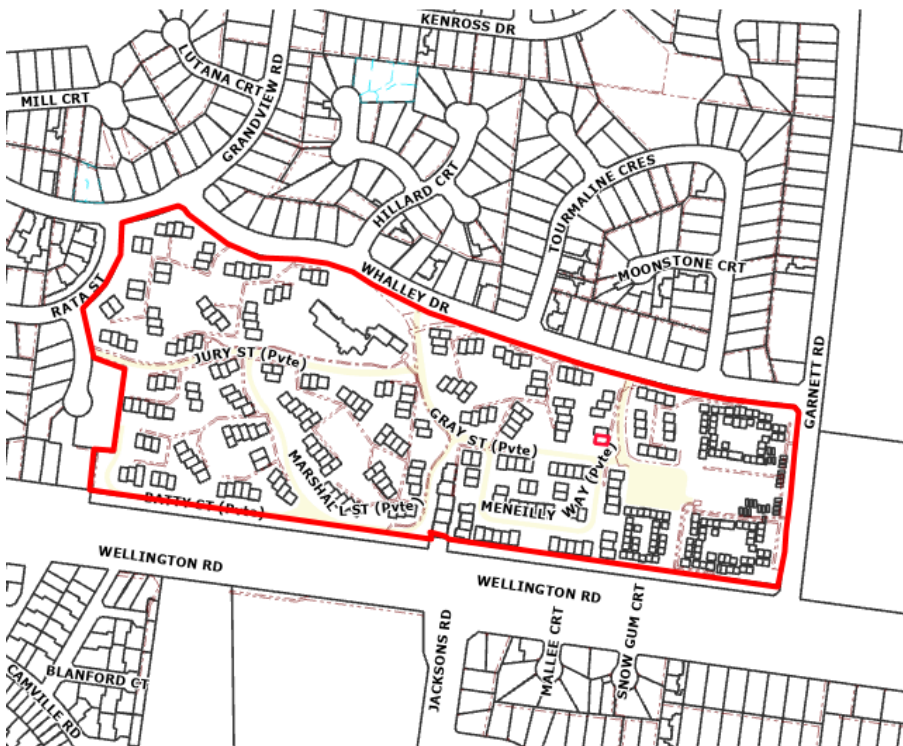 KENROSS DR
LUTANA CRT
GRANDVIEW RD
MILL CRT
HILLARD CRT
TOURMALINE CRES
MOONSTONE CRT
WHALLEY DR
RATA ST
GARNETT RD
JURY ST (Pvte)
GRAY ST (Pvte)
MARSHAL L ST (Pvte)
WAY (Pvte)
MENEILLY
BATTY ST (Pvte)
WELLINGTON RD
WELLINGTON RD
JACKSONS RD
MALLEE CRT
SNOW GUM CRT
BLANFORD CT
CAMVILLE RD